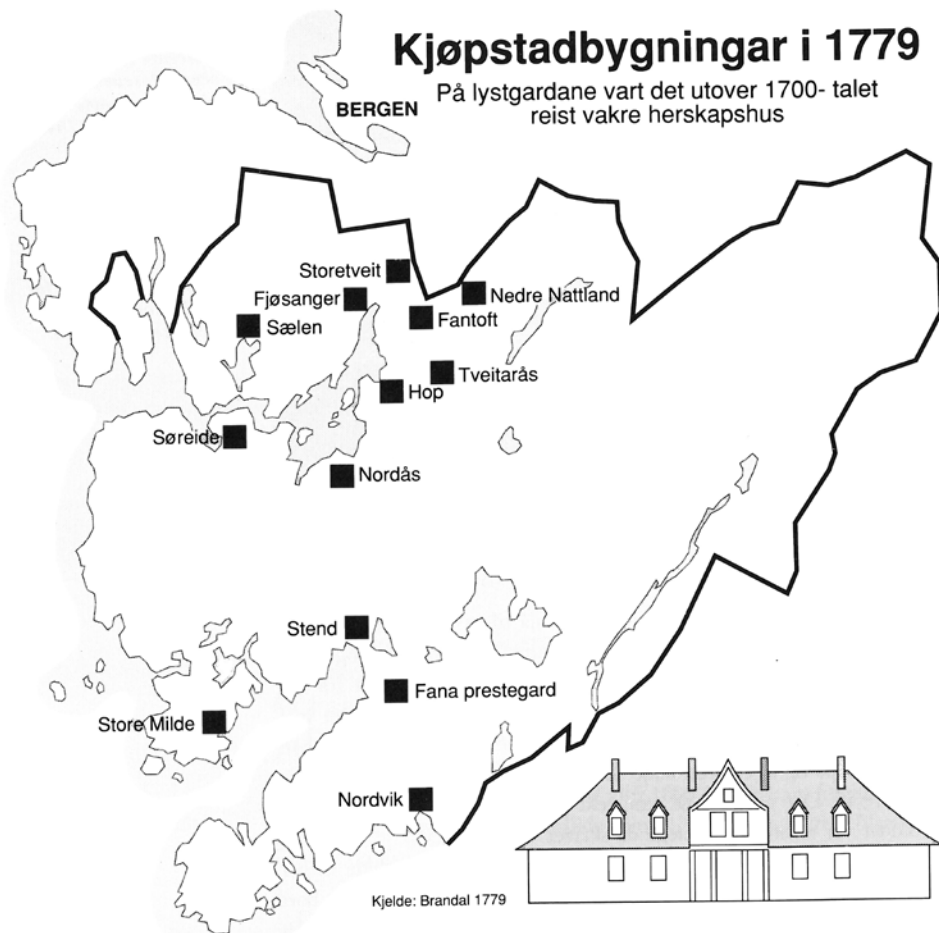 Kjøpstadbygningar i 1779
På lystgardane vart det utover 1700- talet
reist vakre herskapshus
BERGEN
Storetveit
Fjøsanger
Nedre Nattland
Sælen
Fantoft
Tveitarås
Hop
Søreide
Nordås
Stend
Fana prestegard
Store Milde
Nordvik
Kjelde: Brandal 1779